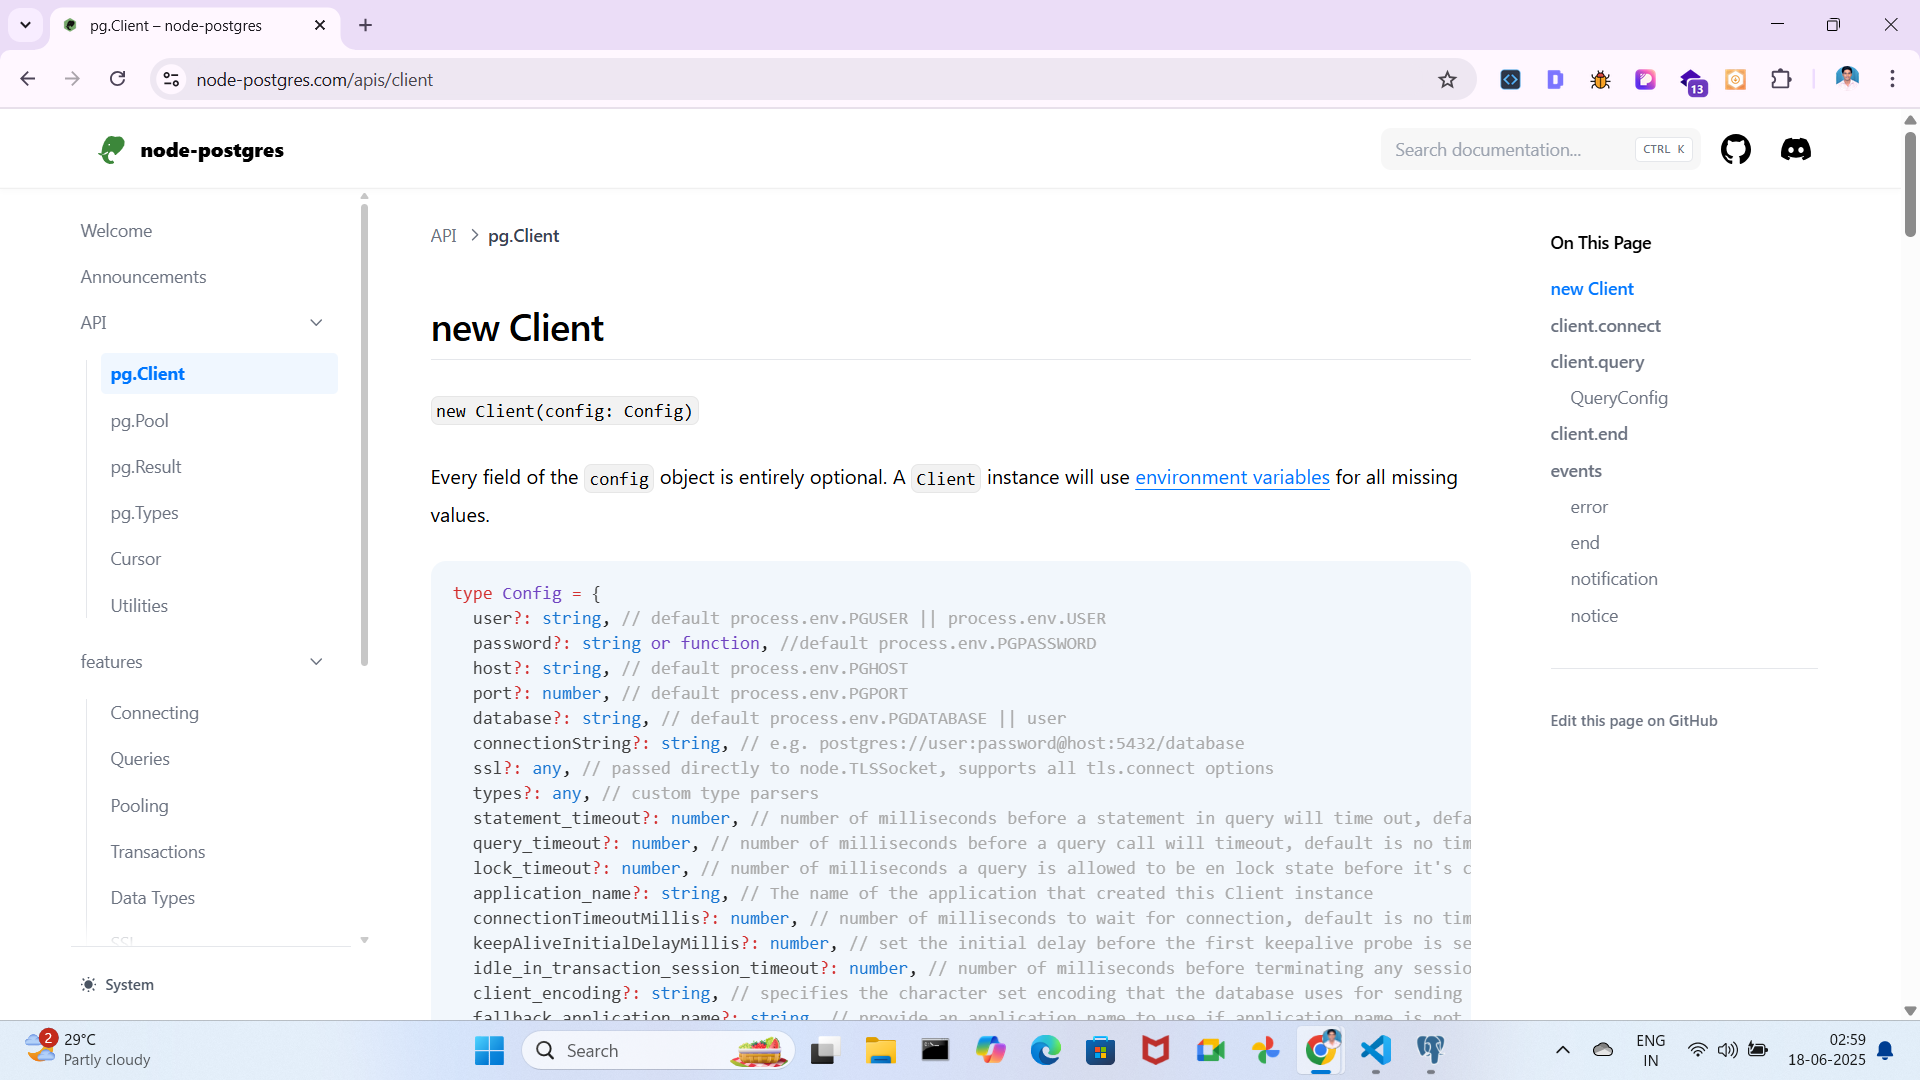 pg.Client – node-postgres
node-postgres.com/apis/client
13
node-postgres
Search documentation...
CTRL K
Welcome
Announcements
API
pg.Client
pg.Pool
pg.Result
pg.Types
Cursor
Utilities
features
Connecting
Queries
Pooling
Transactions
Data Types
SSL
System
API
pg.Client
new Client
new Client(config: Config)
Every field of the config object is entirely optional. A Client instance will use environment variables for all missing
values.
type Config = {
user?: string, // default process.env.PGUSER || process.env.USER
password?: string or function, //default process.env.PGPASSWORD
host?: string, // default process.env.PGHOST
port?: number, // default process.env.PGPORT
database?: string, // default process.env.PGDATABASE || user
connectionString?: string, // e.g. postgres://user:password@host:5432/database
ssl?: any, // passed directly to node.TLSSocket, supports all tls.connect options
types?: any, // custom type parsers
statement_timeout?: number, // number of milliseconds before a statement in query will time out, defa
query_timeout?: number, // number of milliseconds before a query call will timeout, default is no tim
lock_timeout?: number, // number of milliseconds a query is allowed to be en lock state before it's c
application_name?: string, // The name of the application that created this Client instance
connectionTimeoutMillis?: number, // number of milliseconds to wait for connection, default is no tim
keepAliveInitialDelayMillis?: number, // set the initial delay before the first keepalive probe is se
idle_in_transaction_session_timeout?: number, // number of milliseconds before terminating any sessio
client_encoding?: string, // specifies the character set encoding that the database uses for sending
fallback_application_name?: string, // provide an application name to use if application_name is not
On This Page
new Client
client.connect
client.query
QueryConfig
client.end
events
error
end
notification
notice
Edit this page on GitHub
2
29°C
Partly cloudy
Search
ENG
IN
02:59
18-06-2025